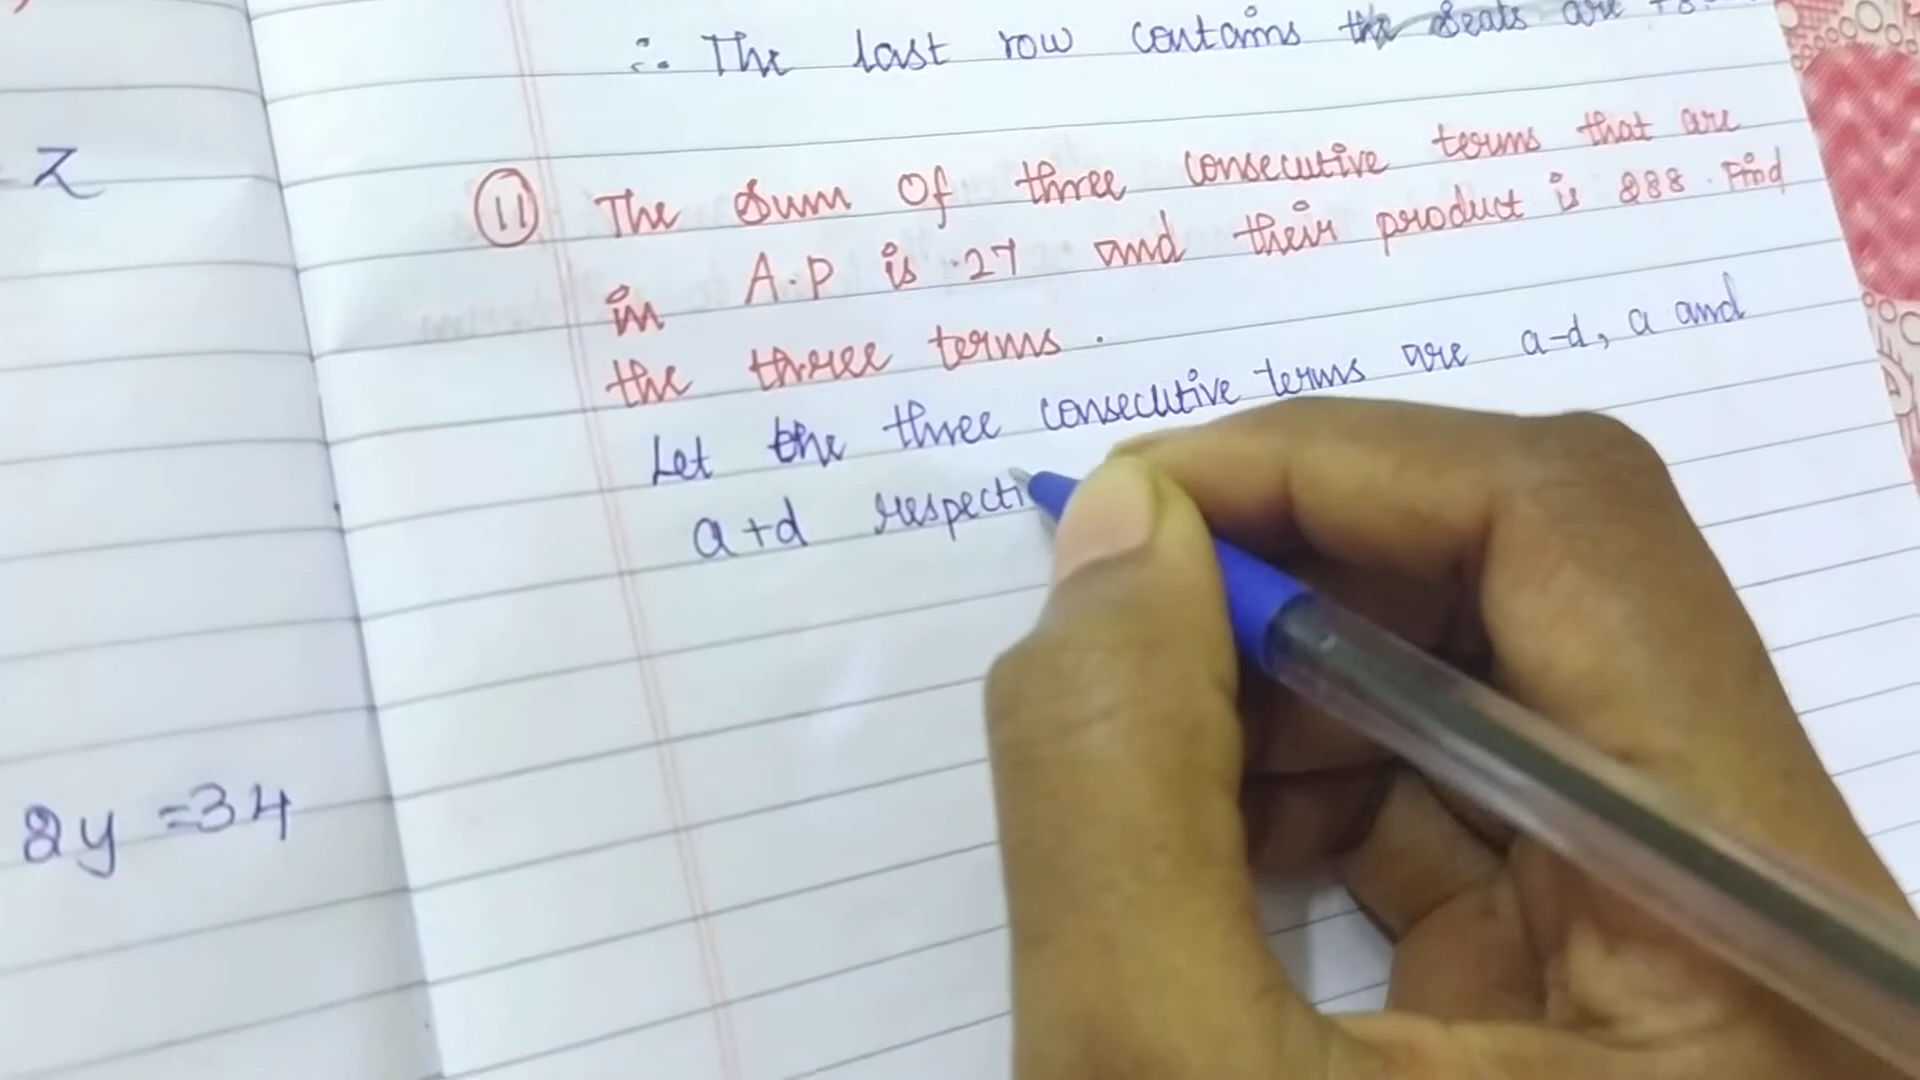 z
2y =34
∴ The last row contains the seats are
11 The Sum Of three consecutive terms that are
in A.P is 27 and their product is 288. Find
the three terms.
Let the three consecutive terms are a-d, a and
a+d respecti